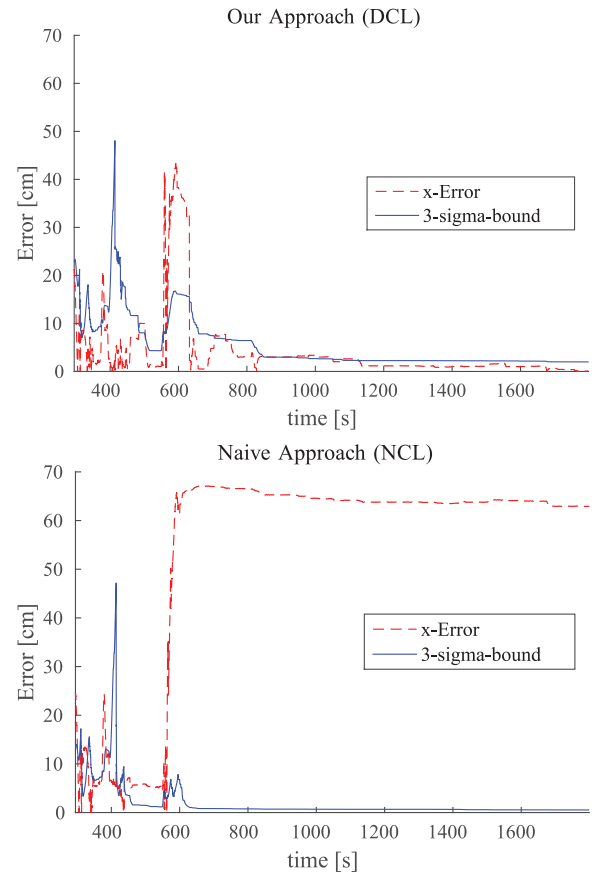 Our Approach (DCL)
70
60
50
40
30
20
10
0
Error [cm]
x-Error
3-sigma-bound
400 600 800 1000 1200 1400 1600
time [s]
Naive Approach (NCL)
70
60
50
40
30
20
10
0
Error [cm]
x-Error
3-sigma-bound
400 600 800 1000 1200 1400 1600
time [s]